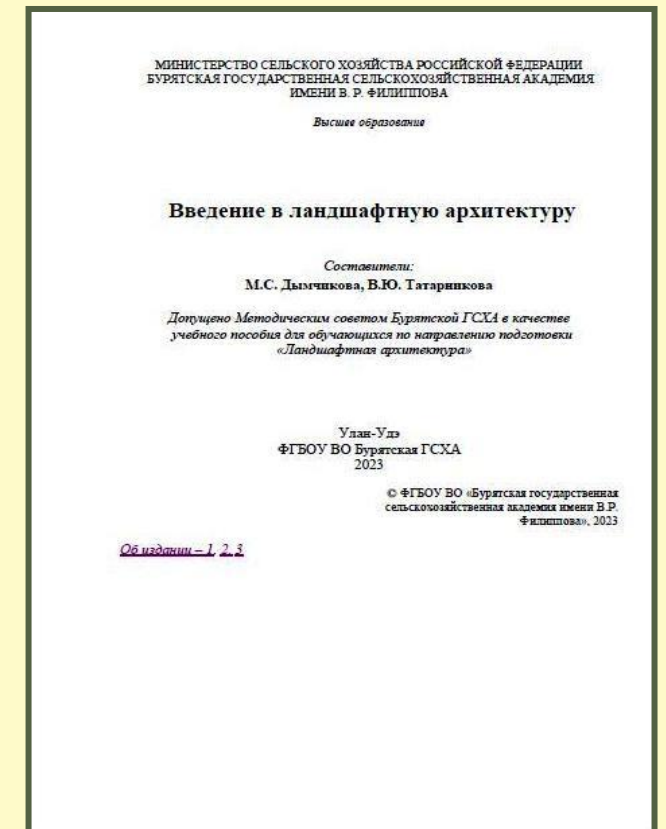 МИНИСТЕРСТВО СЕЛЬСКОГО ХОЗЯЙСТВА РОССИЙСКОЙ ФЕДЕРАЦИИ
БУРЯТСКАЯ ГОСУДАРСТВЕННАЯ СЕЛЬСКОХОЗЯЙСТВЕННАЯ АКАДЕМИЯ
ИМЕНИ В. Р. ФИЛИППОВА
Высшее образование
Введение в ландшафтную архитектуру
Составители:
М.С. Дымчикова, В.Ю. Татарникова
Допущено Методическим советом Бурятской ГСХА в качестве
учебного пособия для обучающихся по направлению подготовки
«Ландшафтная архитектура»
Улан-Удэ
ФГБОУ ВО Бурятская ГСХА
2023
© ФГБОУ ВО «Бурятская государственная
сельскохозяйственная академия имени В.Р.
Филиппова», 2023
Об издании – 1, 2, 3